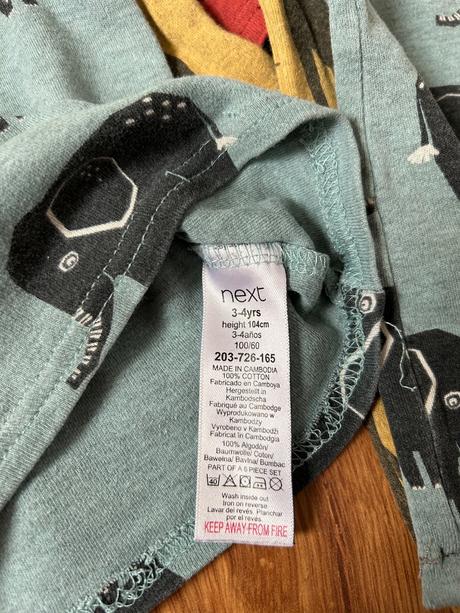 next
3-4yrs
height 104cm
3-4años
100/60
203-726-165
MADE IN CAMBODIA
100% COTTON
Fabricado en Camboya
Hergestellt in
Kambodscha
Fabriqué au Cambodge
Wyprodukowano w
Kambodzy
Vyrobeno v Kambodži
Fabricat în Cambodgia
100% Algodón/
Baumwolle/ Coton/
Bawełna/ Bavlna/ Bumbac
PART OF A 6 PIECE SET
40
Wash inside out
Iron on reverse
Lavar del revés. Planchar
por el revés.
KEEP AWAY FROM FIRE